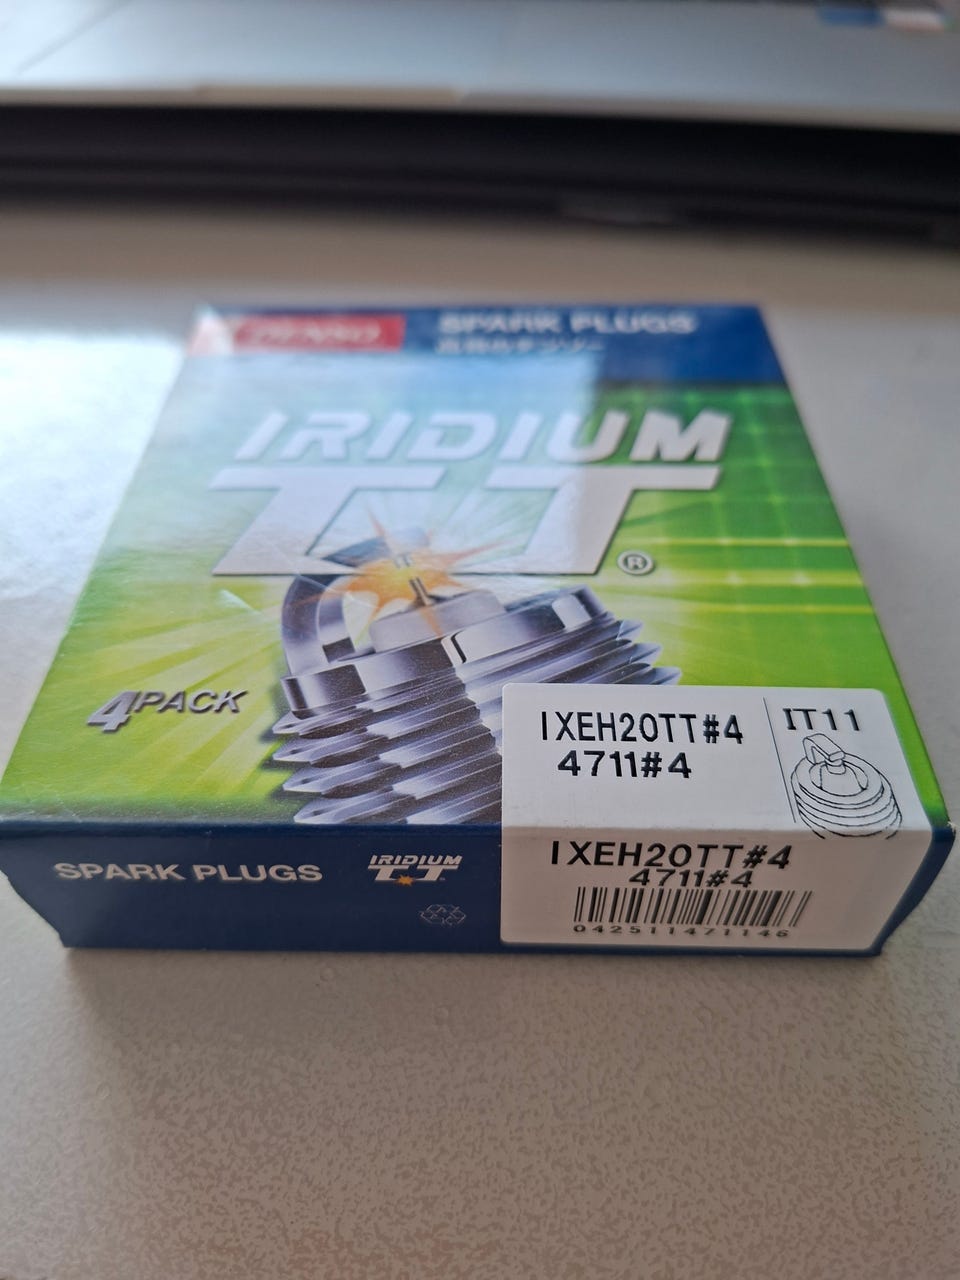 DENSO
SPARK PLUGS
IRIDIUM
TT®
4PACK
IXEH20TT#4
4711#4
IT11
SPARK PLUGS
IRIDIUM
TT
IXEH20TT#4
4711#4
042511471146